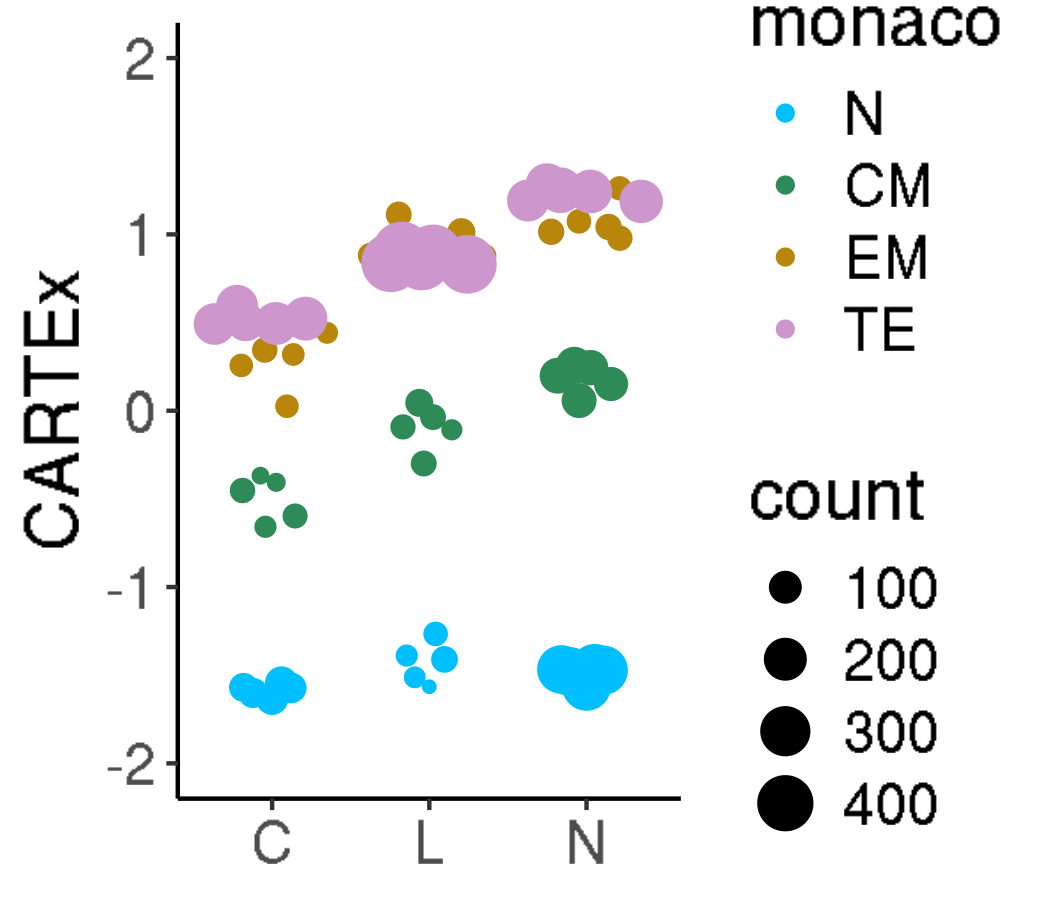 CARTEx
2
1
0
-1
-2
C L N
monaco
N
CM
EM
TE
count
100
200
300
400